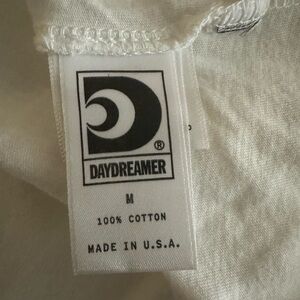 ®
DAYDREAMER
M
100% COTTON
MADE IN U.S.A.